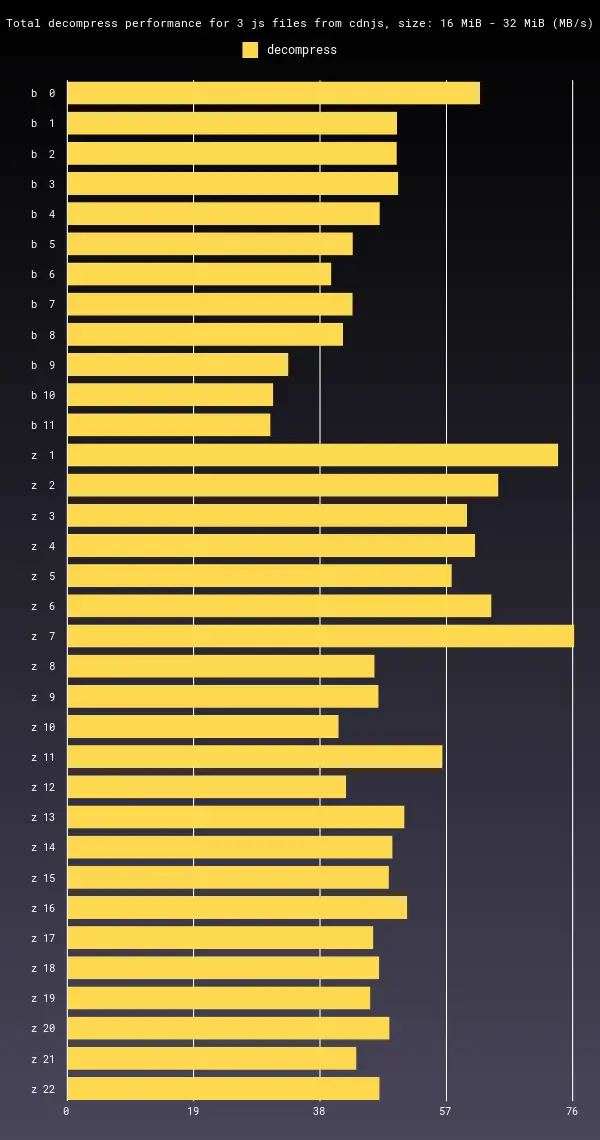 Total decompress performance for 3 js files from cdnjs, size: 16 MiB - 32 MiB (MB/s)
decompress
b 0
b 1
b 2
b 3
b 4
b 5
b 6
b 7
b 8
b 9
b 10
b 11
z 1
z 2
z 3
z 4
z 5
z 6
z 7
z 8
z 9
z 10
z 11
z 12
z 13
z 14
z 15
z 16
z 17
z 18
z 19
z 20
z 21
z 22
0 19 38 57 76